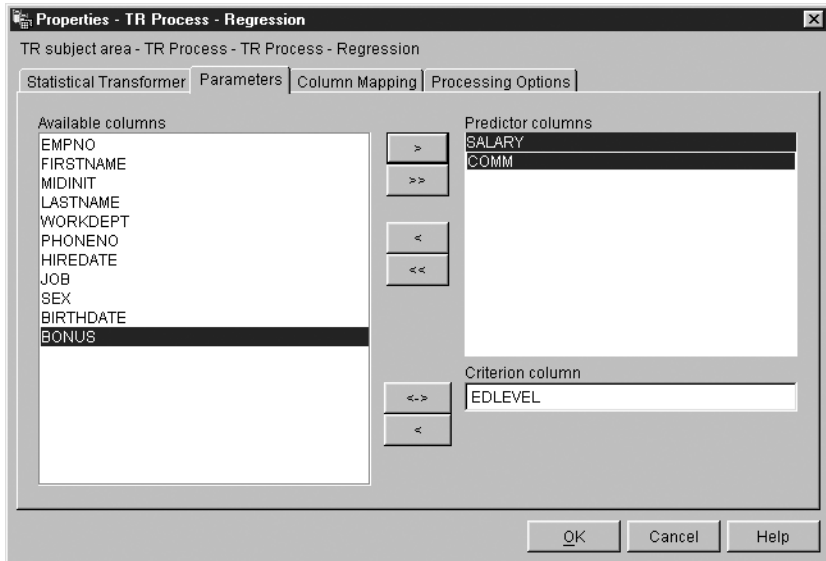 Properties - TR Process - Regression
TR subject area - TR Process - TR Process - Regression
Statistical Transformer Parameters Column Mapping Processing Options
Available columns
EMPNO
FIRSTNAME
MIDINIT
LASTNAME
WORKDEPT
PHONENO
HIREDATE
JOB
SEX
BIRTHDATE
BONUS
>
>>
<
<<
<->
<
Predictor columns
SALARY
COMM
Criterion column
EDLEVEL
OK Cancel Help